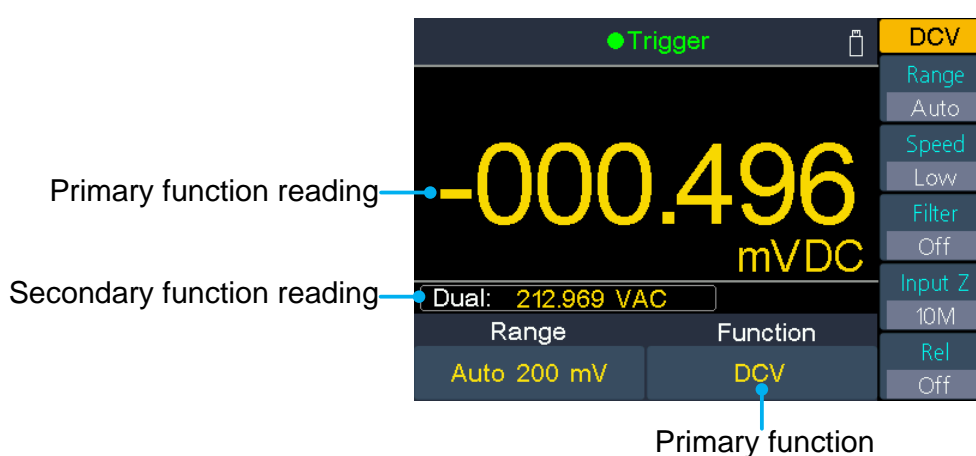 Trigger
DCV
Range
Auto
Speed
Low
Filter
Off
Input Z
10M
Rel
Off
Primary function reading
-000.496
mVDC
Secondary function reading
Dual: 212.969 VAC
Range Function
Auto 200 mV DCV
Primary function